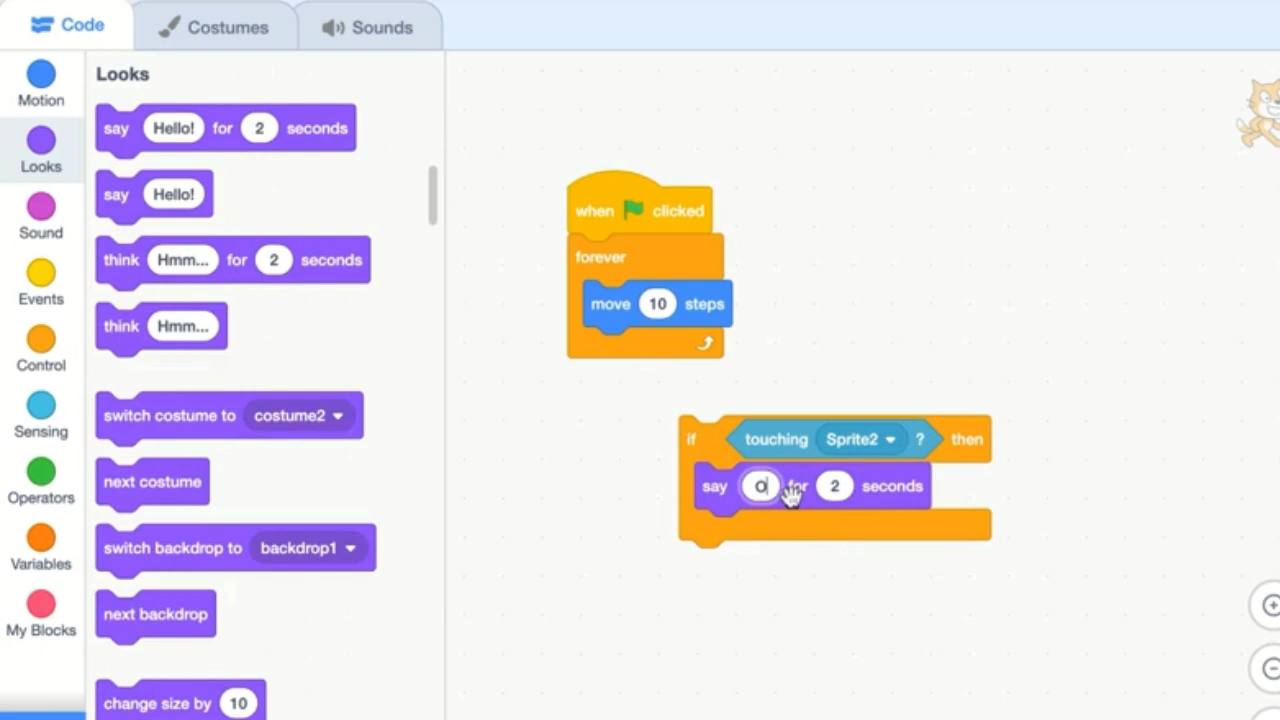 Code Costumes Sounds
Motion
Looks
Sound
Events
Control
Sensing
Operators
Variables
My Blocks
Looks
say Hello! for 2 seconds
say Hello!
think Hmm... for 2 seconds
think Hmm...
switch costume to costume2
next costume
switch backdrop to backdrop1
next backdrop
change size by 10
when clicked
forever
move 10 steps
if touching Sprite2 ? then
say O for 2 seconds